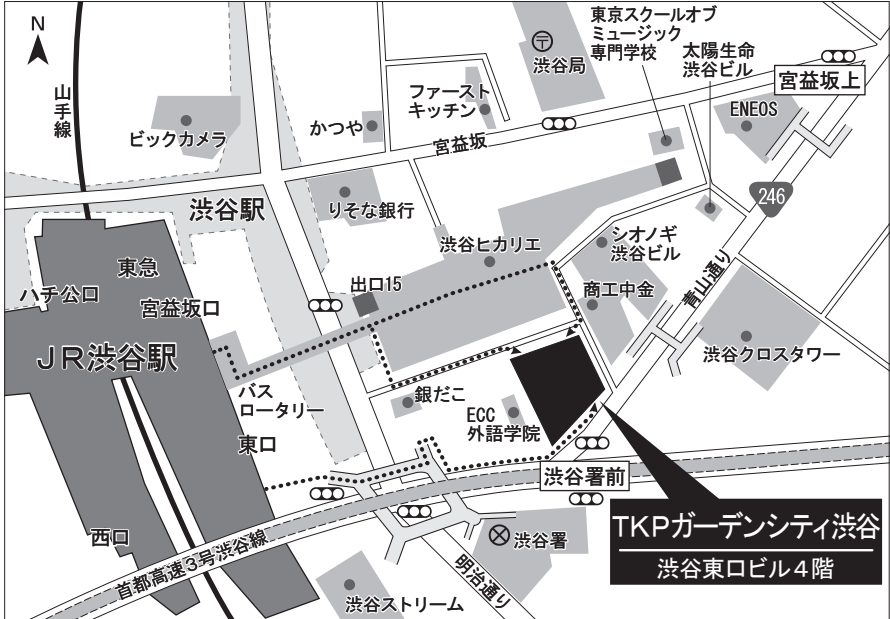 N
山手線
ビックカメラ
かつや
ファースト
キッチン
渋谷局
東京スクールオブ
ミュージック
専門学校
太陽生命
渋谷ビル
宮益坂上
ENEOS
宮益坂
246
渋谷駅
りそな銀行
渋谷ヒカリエ
シオノギ
渋谷ビル
青山通り
東急
ハチ公口
宮益坂口
出口15
商工中金
JR渋谷駅
渋谷クロスタワー
バス
ロータリー
銀だこ
ECC
外語学院
東口
渋谷署前
西口
首都高速3号渋谷線
渋谷署
明治通り
渋谷ストリーム
TKPガーデンシティ渋谷
渋谷東口ビル4階